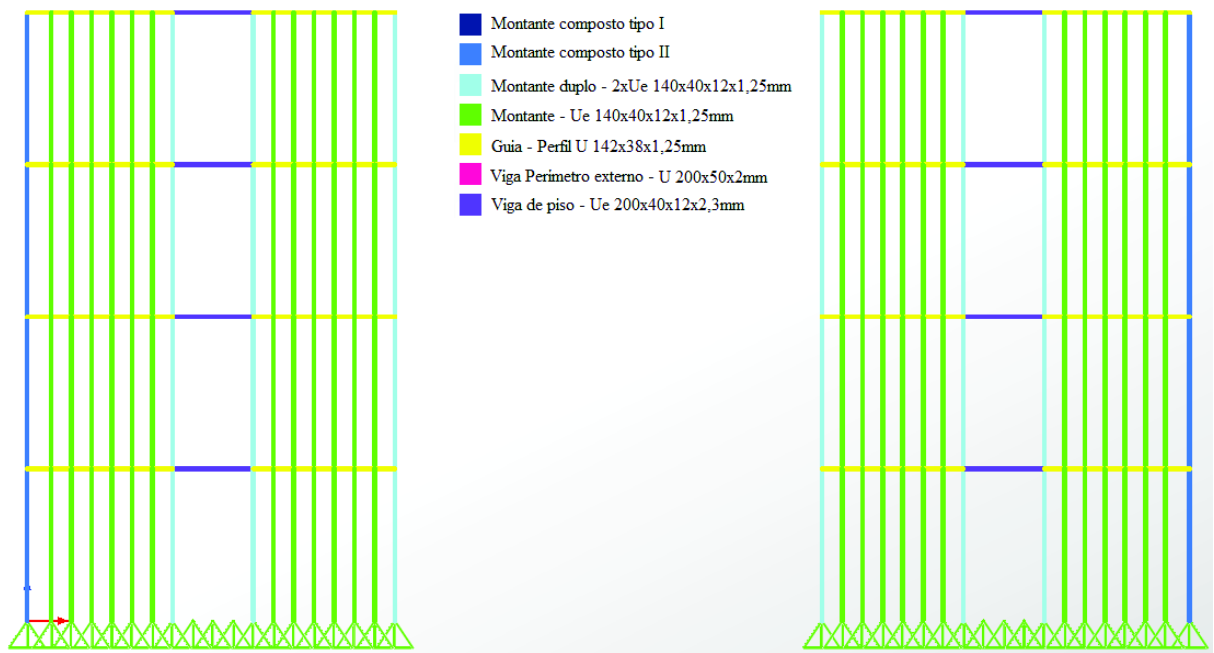 Montante composto tipo I
Montante composto tipo II
Montante duplo - 2xUe 140x40x12x1,25mm
Montante - Ue 140x40x12x1,25mm
Guia - Perfil U 142x38x1,25mm
Viga Perímetro externo - U 200x50x2mm
Viga de piso - Ue 200x40x12x2,3mm